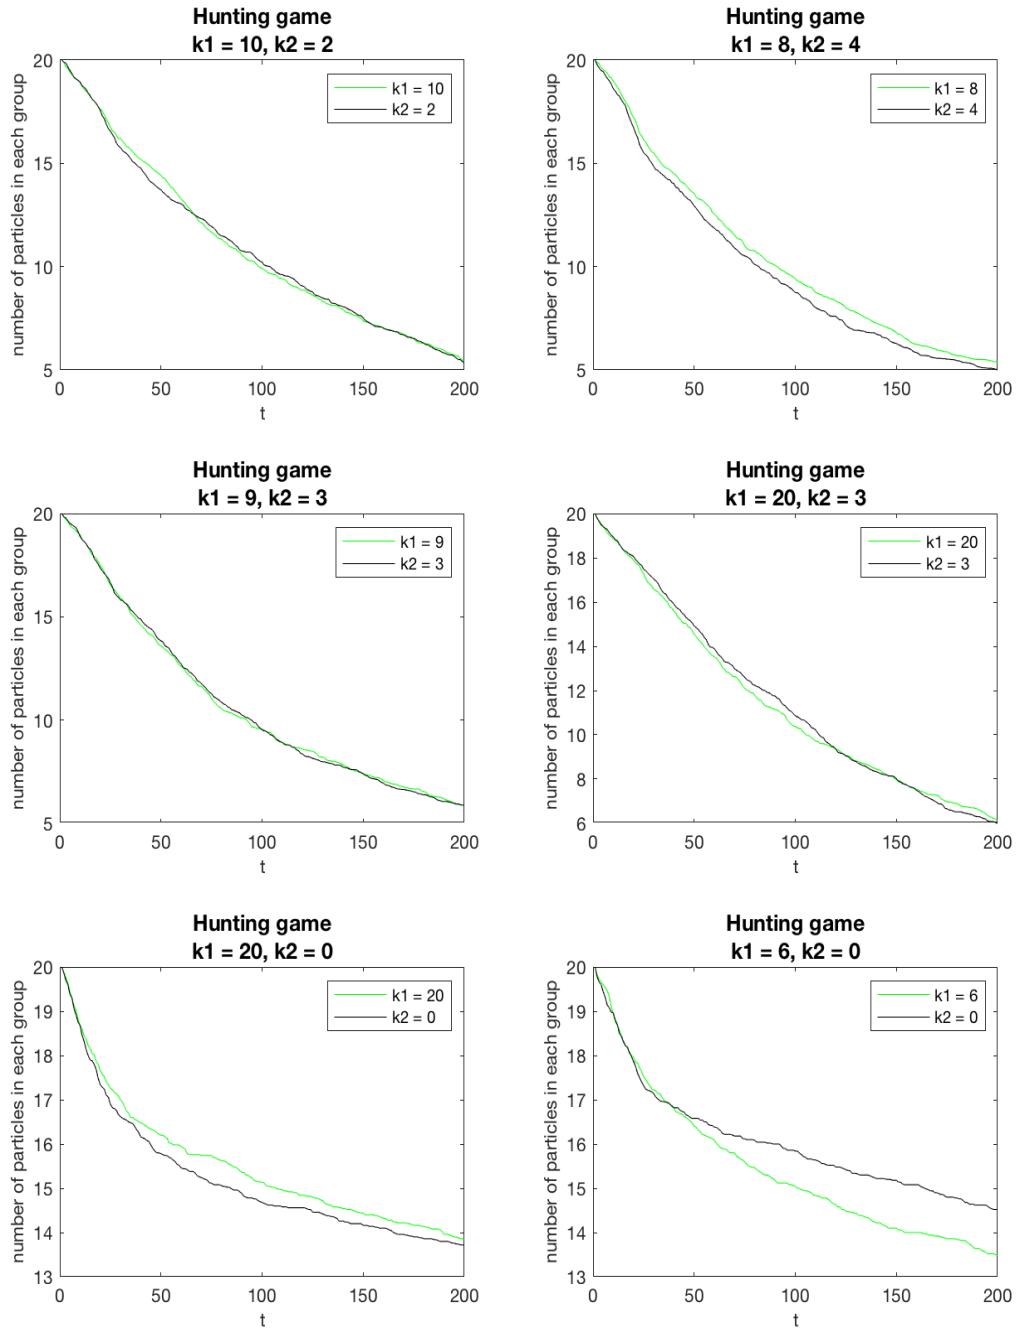 Hunting game
k1 = 10, k2 = 2
number of particles in each group
20
15
10
5
0
50
100
150
200
t
k1 = 10
k2 = 2
Hunting game
k1 = 8, k2 = 4
number of particles in each group
20
15
10
5
0
50
100
150
200
t
k1 = 8
k2 = 4
Hunting game
k1 = 9, k2 = 3
number of particles in each group
20
15
10
5
0
50
100
150
200
t
k1 = 9
k2 = 3
Hunting game
k1 = 20, k2 = 3
number of particles in each group
20
18
16
14
12
10
8
6
0
50
100
150
200
t
k1 = 20
k2 = 3
Hunting game
k1 = 20, k2 = 0
number of particles in each group
20
19
18
17
16
15
14
13
0
50
100
150
200
t
k1 = 20
k2 = 0
Hunting game
k1 = 6, k2 = 0
number of particles in each group
20
19
18
17
16
15
14
13
0
50
100
150
200
t
k1 = 6
k2 = 0